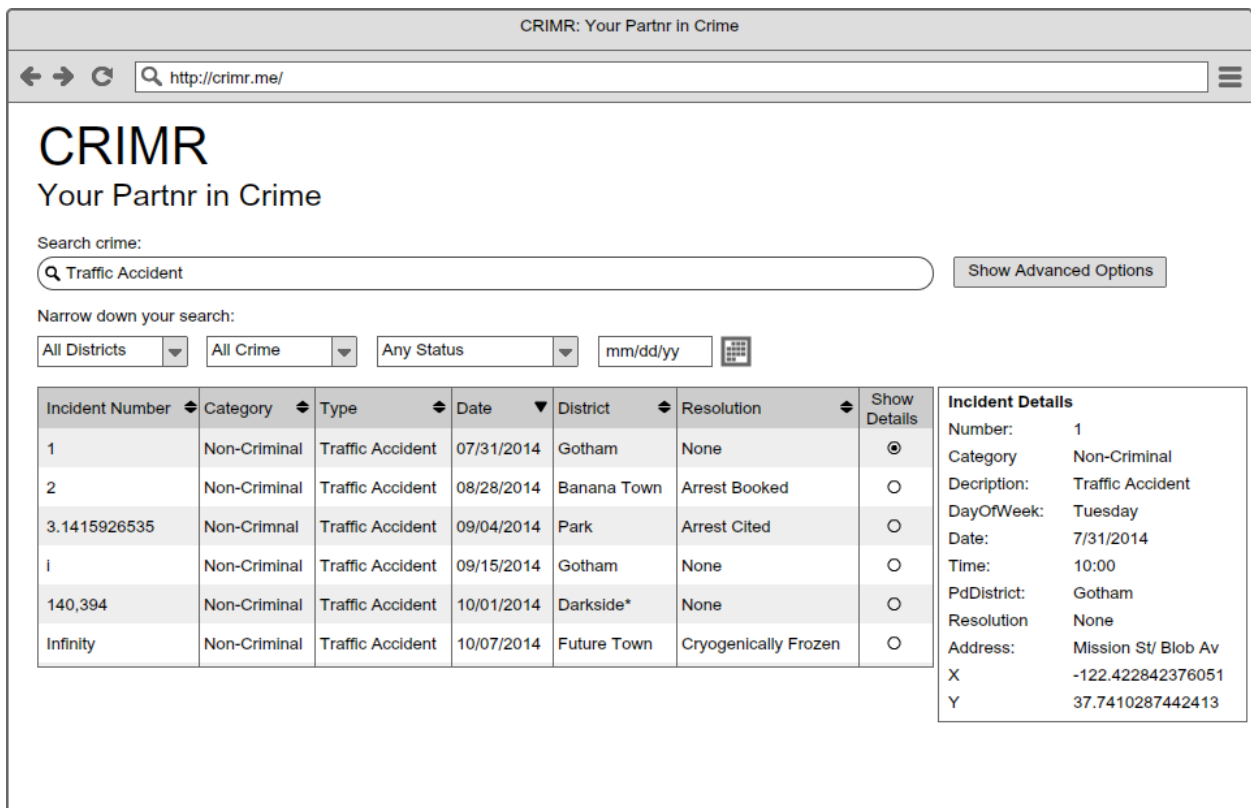 CRIMR: Your Partnr in Crime
http://crimr.me/
CRIMR
Your Partnr in Crime
Search crime:
Traffic Accident
Show Advanced Options
Narrow down your search:
All Districts All Crime Any Status mm/dd/yy
Incident Number Category Type Date District Resolution Show Details
1 Non-Criminal Traffic Accident 07/31/2014 Gotham None
2 Non-Criminal Traffic Accident 08/28/2014 Banana Town Arrest Booked
3.1415926535 Non-Crimnal Traffic Accident 09/04/2014 Park Arrest Cited
i Non-Criminal Traffic Accident 09/15/2014 Gotham None
140,394 Non-Criminal Traffic Accident 10/01/2014 Darkside* None
Infinity Non-Criminal Traffic Accident 10/07/2014 Future Town Cryogenically Frozen
Incident Details
Number: 1
Category Non-Criminal
Decription: Traffic Accident
DayOfWeek: Tuesday
Date: 7/31/2014
Time: 10:00
PdDistrict: Gotham
Resolution None
Address: Mission St/ Blob Av
X -122.422842376051
Y 37.7410287442413